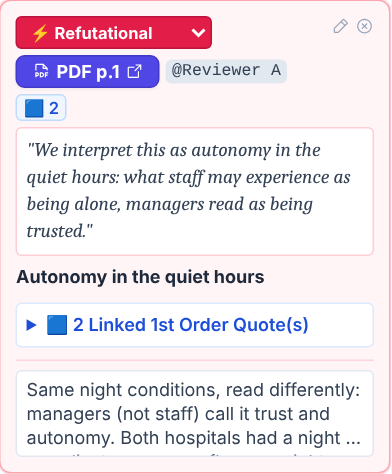 ⚡ Refutational
PDF PDF p.1
@Reviewer A
🟦 2
"We interpret this as autonomy in the
quiet hours: what staff may experience as
being alone, managers read as being
trusted."
Autonomy in the quiet hours
▶ 🟦 2 Linked 1st Order Quote(s)
Same night conditions, read differently:
managers (not staff) call it trust and
autonomy. Both hospitals had a night ...